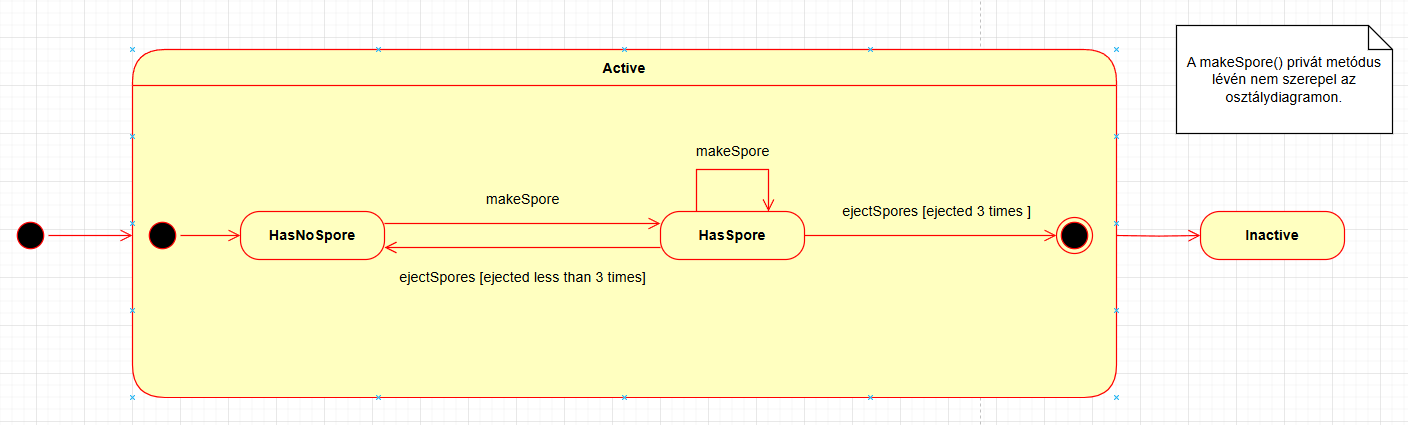 Active
A makeSpore() privát metódus
lévén nem szerepel az
osztálydiagramon.
makeSpore
makeSpore
ejectSpores [ejected 3 times ]
HasNoSpore
HasSpore
Inactive
ejectSpores [ejected less than 3 times]